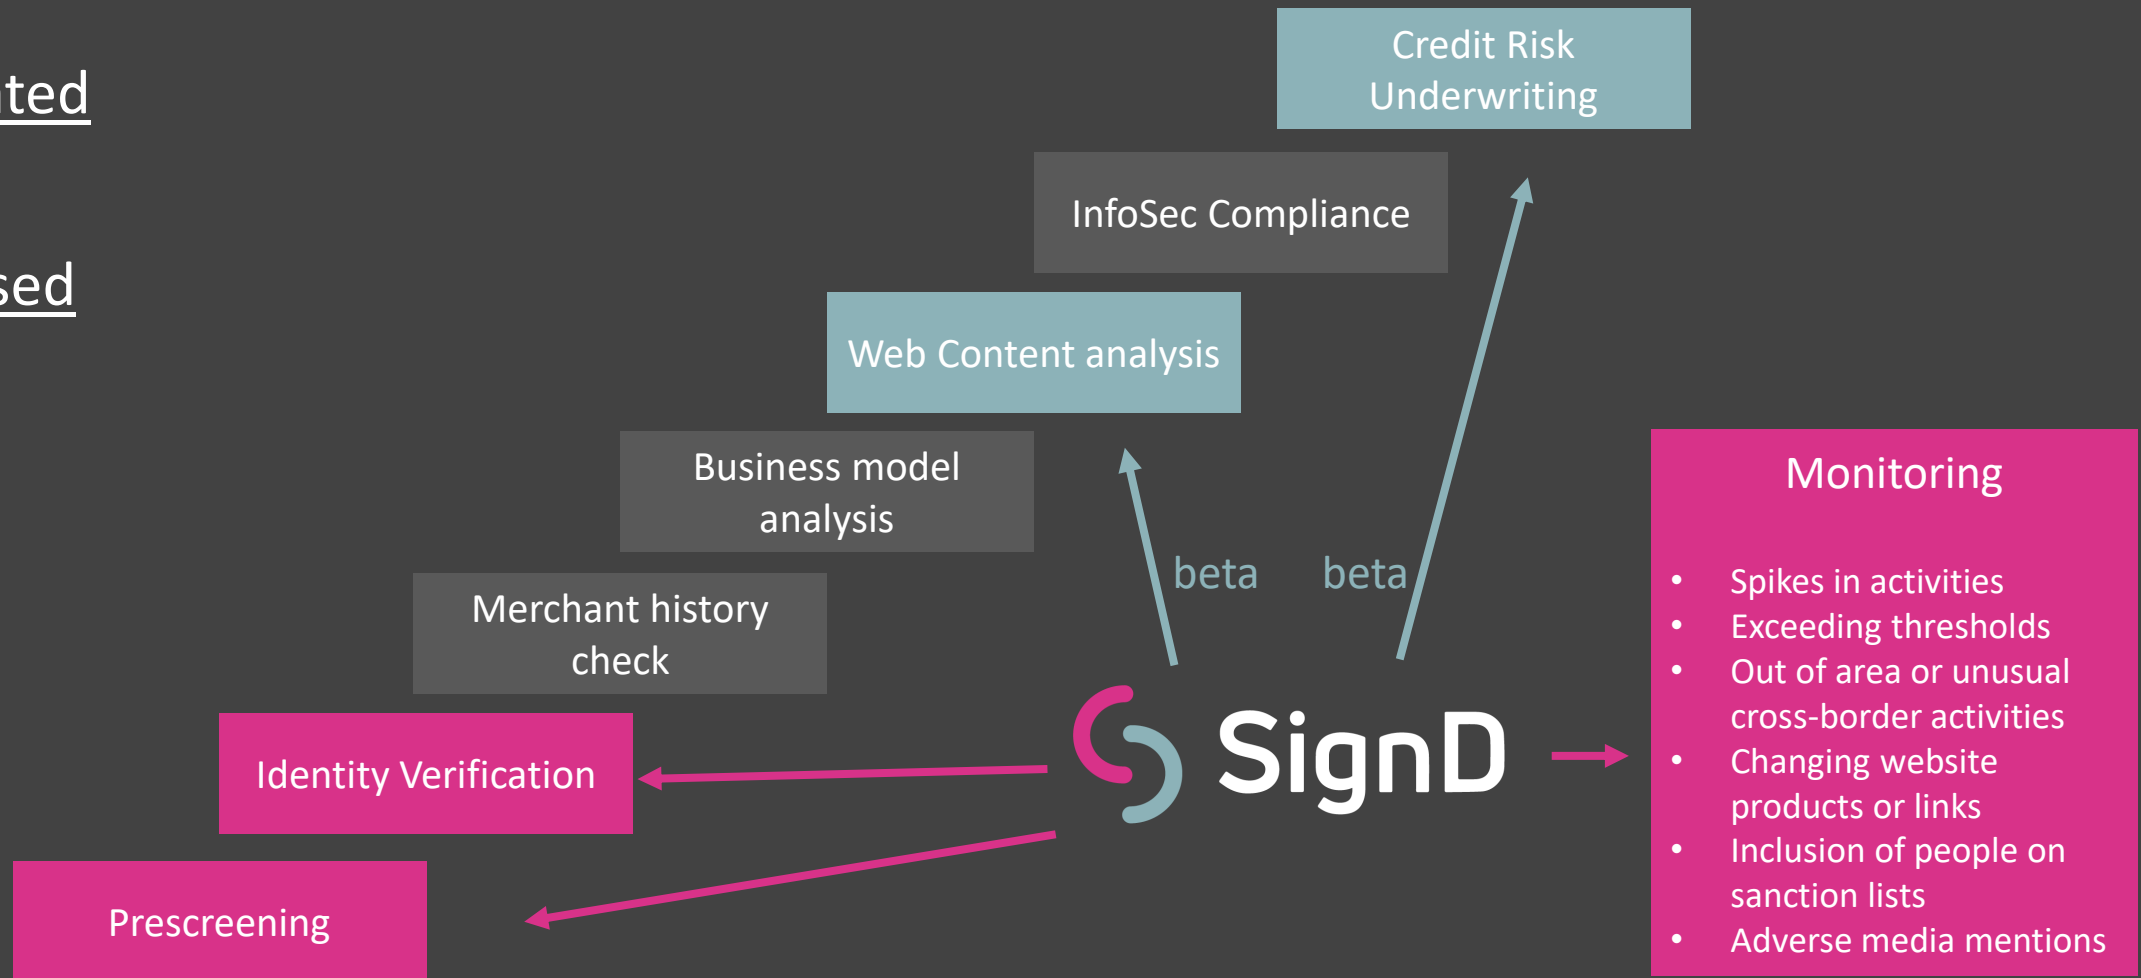 Credit Risk
Underwriting
InfoSec Compliance
Web Content analysis
Business model
analysis
Merchant history
check
Identity Verification
Prescreening
beta
beta
SignD
Monitoring
• Spikes in activities
• Exceeding thresholds
• Out of area or unusual
cross-border activities
• Changing website
products or links
• Inclusion of people on
sanction lists
• Adverse media mentions